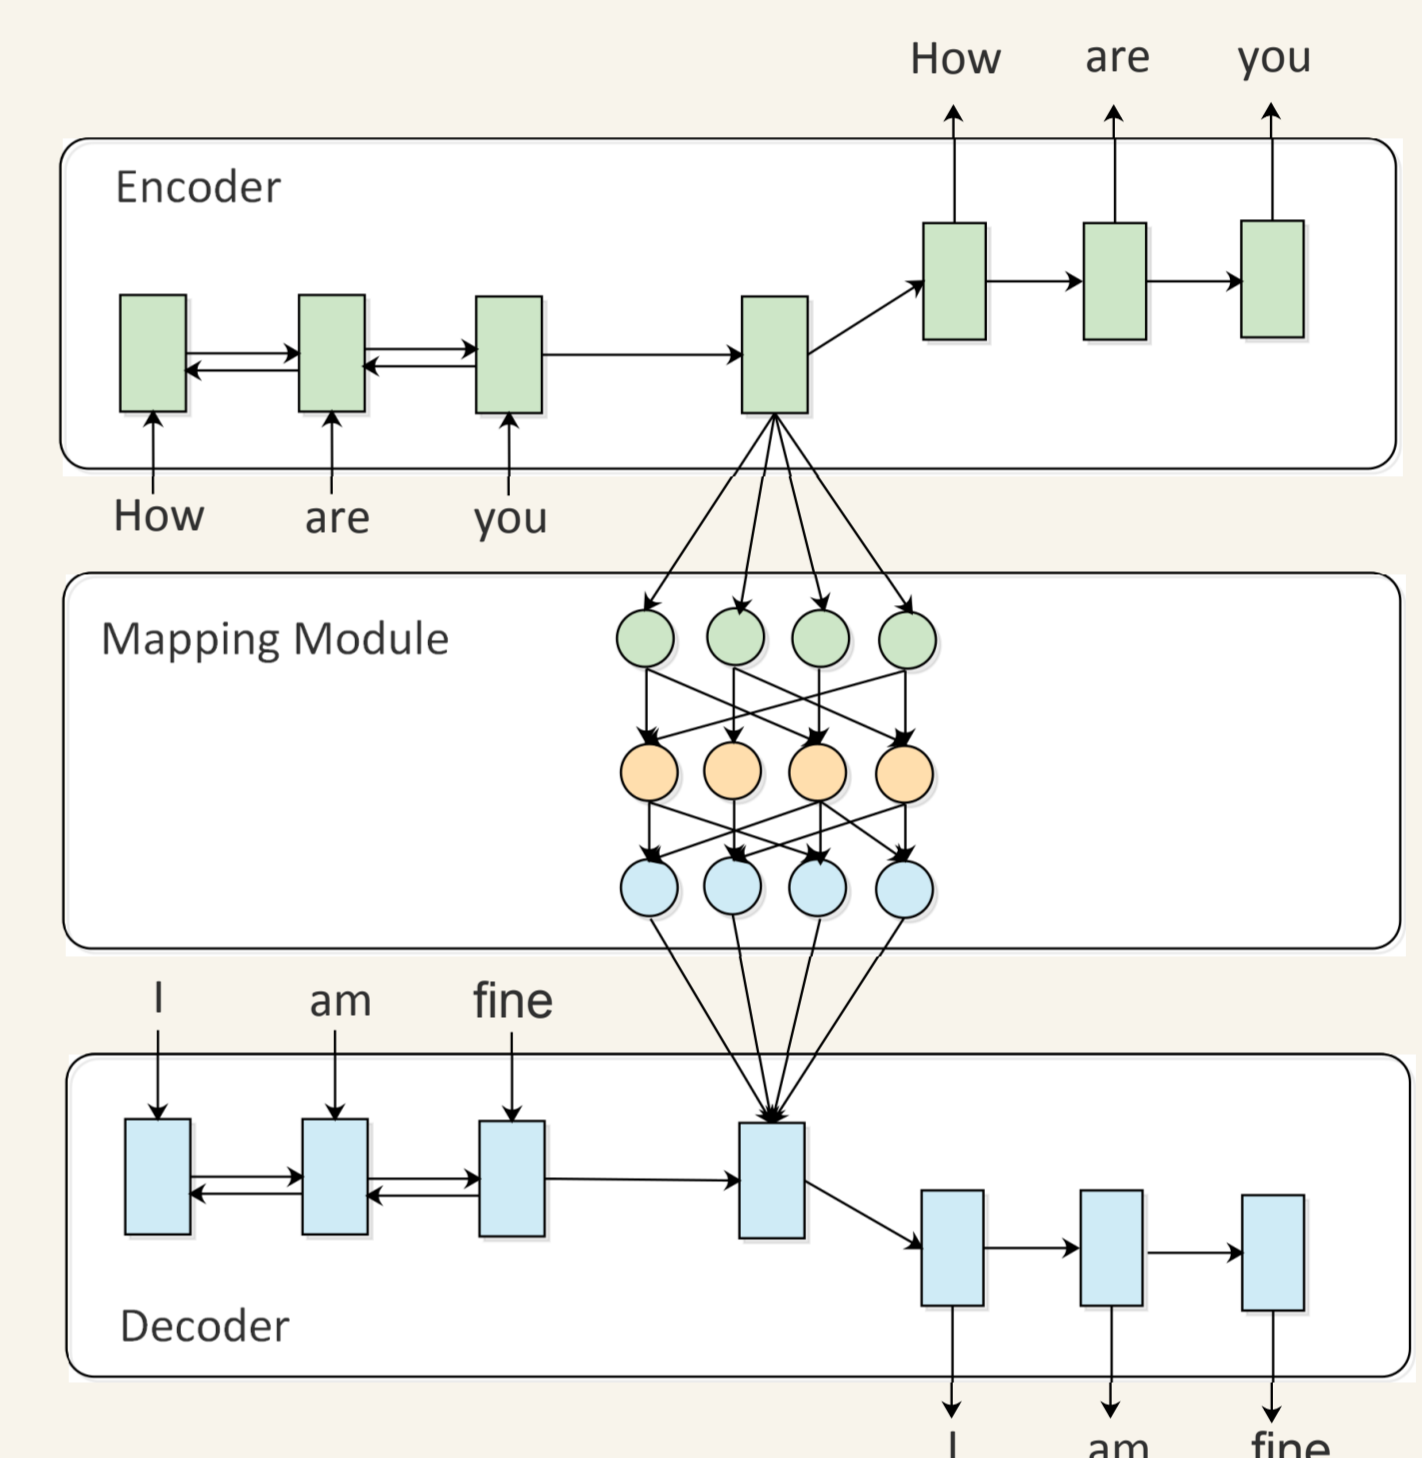 How are you
Encoder
How are you
Mapping Module
I am fine
Decoder
I am fine